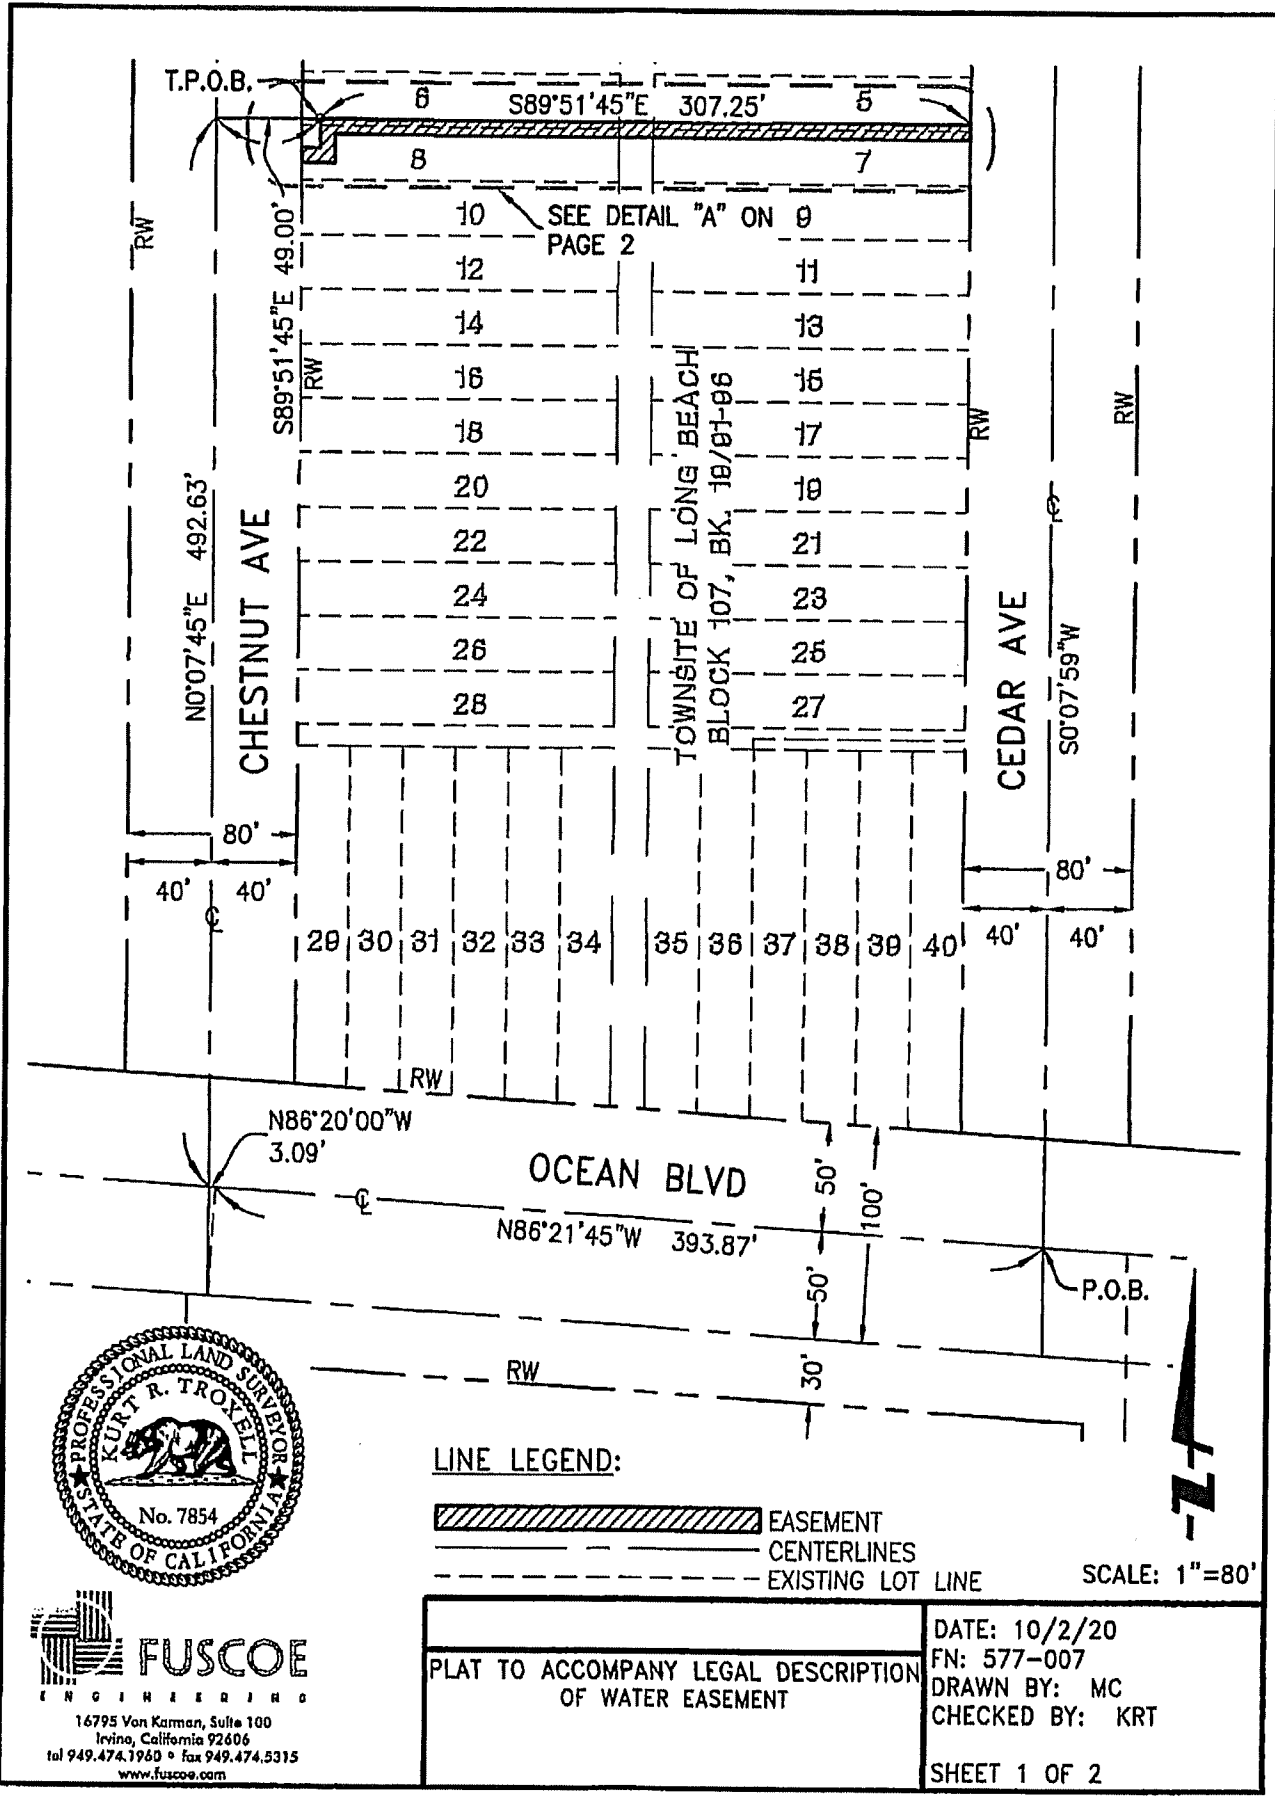 T.P.O.B.
6
S89°51'45"E 307.25'
5
8
7
10
SEE DETAIL "A" ON
PAGE 2
9
RW
S89°51'45"E 49.00'
RW
12
11
14
13
16
15
18
17
20
19
22
21
24
23
26
25
28
27
TOWNSITE OF LONG BEACH
BLOCK 107, BK. 19/91-96
N0°07'45"E 492.63'
CHESTNUT AVE
RW
RW
CL
CEDAR AVE
S0°07'59"W
80'
40'
40'
CL
80'
40'
40'
29
30
31
32
33
34
35
36
37
38
39
40
RW
N86°20'00"W
3.09'
OCEAN BLVD
50'
100'
CL
N86°21'45"W 393.87'
50'
P.O.B.
RW
30'
PROFESSIONAL LAND SURVEYOR
KURT R. TROXELL
No. 7854
STATE OF CALIFORNIA
LINE LEGEND:
EASEMENT
CENTERLINES
EXISTING LOT LINE
N
SCALE: 1"=80'
FUSCOE
ENGINEERING
16795 Von Karman, Suite 100
Irvine, California 92606
tel 949.474.1960 ° fax 949.474.5315
www.fuscoe.com
PLAT TO ACCOMPANY LEGAL DESCRIPTION
OF WATER EASEMENT
DATE: 10/2/20
FN: 577-007
DRAWN BY: MC
CHECKED BY: KRT
SHEET 1 OF 2